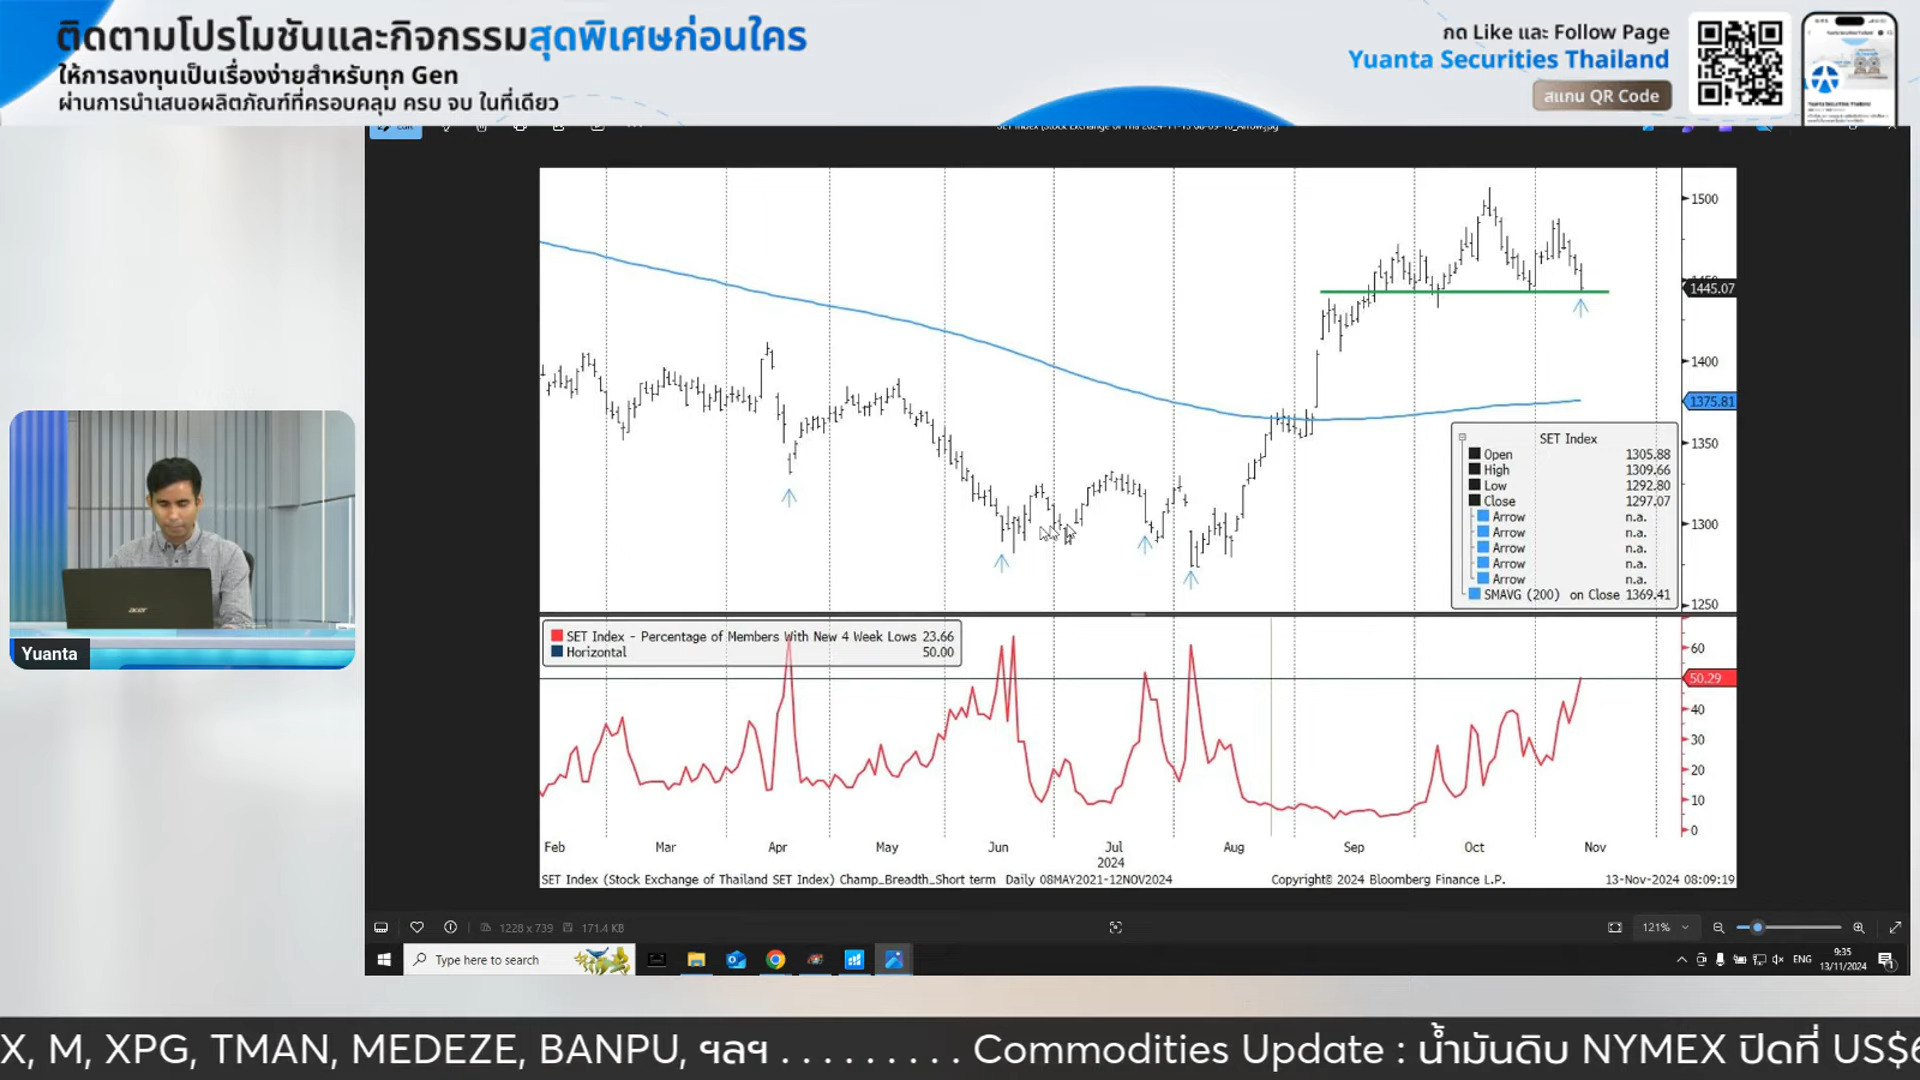 ติดตามโปรโมชันและกิจกรรมสุดพิเศษก่อนใคร
ให้การลงทุนเป็นเรื่องง่ายสำหรับทุก Gen
ผ่านการนำเสนอผลิตภัณฑ์ที่ครอบคลุม ครบ จบ ในที่เดียว
กด Like และ Follow Page
Yuanta Securities Thailand
สแกน QR Code
1500
1450
1445.07
1400
1375.81
1350
1300
1250
SET Index
Open 1305.88
High 1309.66
Low 1292.80
Close 1297.07
Arrow n.a.
Arrow n.a.
Arrow n.a.
Arrow n.a.
Arrow n.a.
SMAVG (200) on Close 1369.41
SET Index - Percentage of Members With New 4 Week Lows 23.66
Horizontal 50.00
60
50.29
40
30
20
10
0
Feb Mar Apr May Jun Jul Aug Sep Oct Nov
2024
SET Index (Stock Exchange of Thailand SET Index) Champ_Breadth_Short term Daily 08MAY2021-12NOV2024 Copyright© 2024 Bloomberg Finance L.P. 13-Nov-2024 08:09:19
acer
Yuanta
1228 x 739 171.4 KB
121%
Type here to search
ENG
9:35
13/11/2024
X, M, XPG, TMAN, MEDEZE, BANPU, ฯลฯ . . . . . . . . . Commodities Update : น้ำมันดิบ NYMEX ปิดที่ US$6